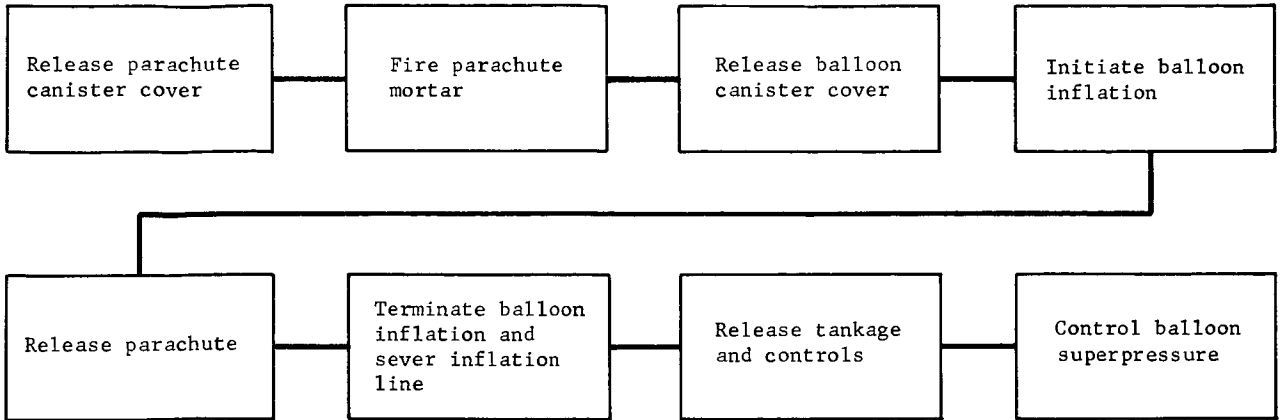 Release parachute
canister cover
Fire parachute
mortar
Release balloon
canister cover
Initiate balloon
inflation
Release parachute
Terminate balloon
inflation and
sever inflation
line
Release tankage
and controls
Control balloon
superpressure